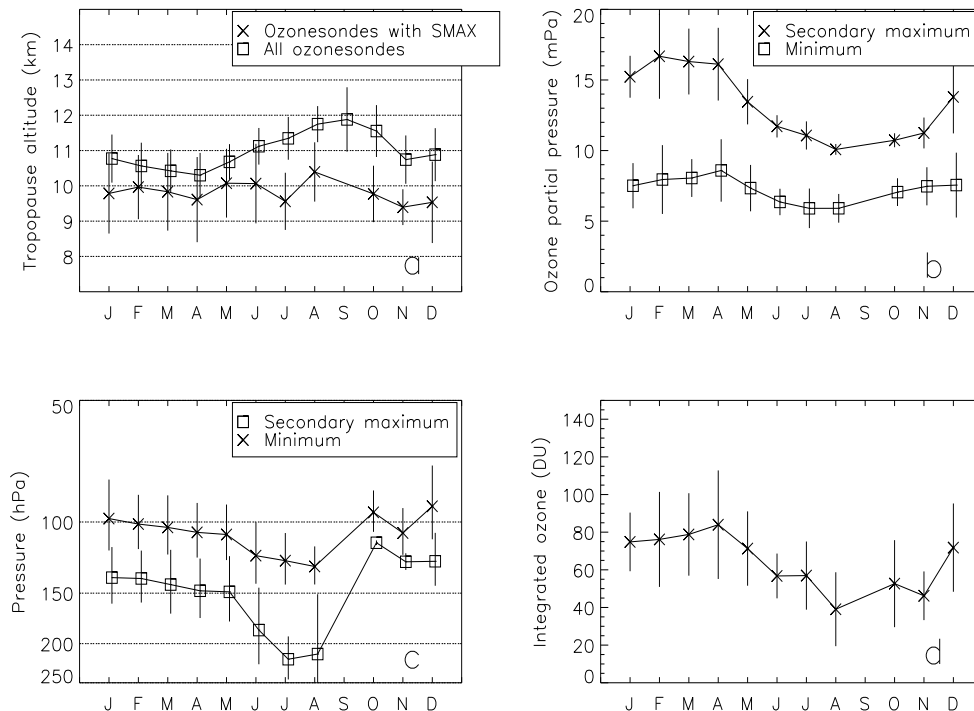 Ozonesondes with SMAX
All ozonesondes
Tropopause altitude (km)
14
13
12
11
10
9
8
J F M A M J J A S O N D
a
Secondary maximum
Minimum
Ozone partial pressure (mPa)
20
15
10
5
0
J F M A M J J A S O N D
b
Secondary maximum
Minimum
Pressure (hPa)
50
100
150
200
250
J F M A M J J A S O N D
c
Integrated ozone (DU)
140
120
100
80
60
40
20
0
J F M A M J J A S O N D
d